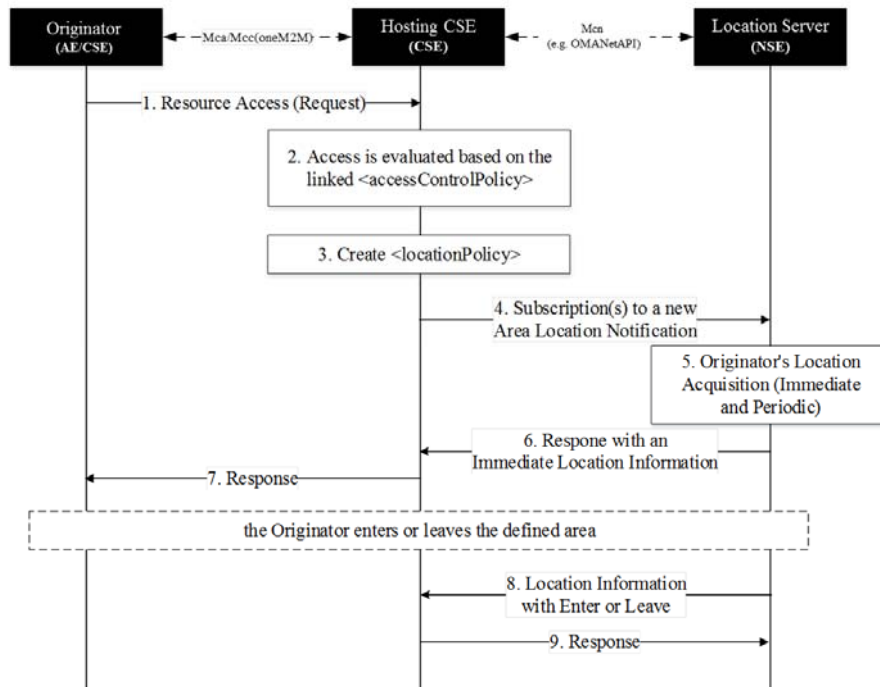 Originator
(AE/CSE)
Mca/Mcc(oneM2M)
Hosting CSE
(CSE)
Mcn
(e.g. OMANetAPI)
Location Server
(NSE)
1. Resource Access (Request)
2. Access is evaluated based on the
linked <accessControlPolicy>
3. Create <locationPolicy>
4. Subscription(s) to a new
Area Location Notification
5. Originator's Location
Acquisition (Immediate
and Periodic)
6. Respone with an
Immediate Location Information
7. Response
the Originator enters or leaves the defined area
8. Location Information
with Enter or Leave
9. Response